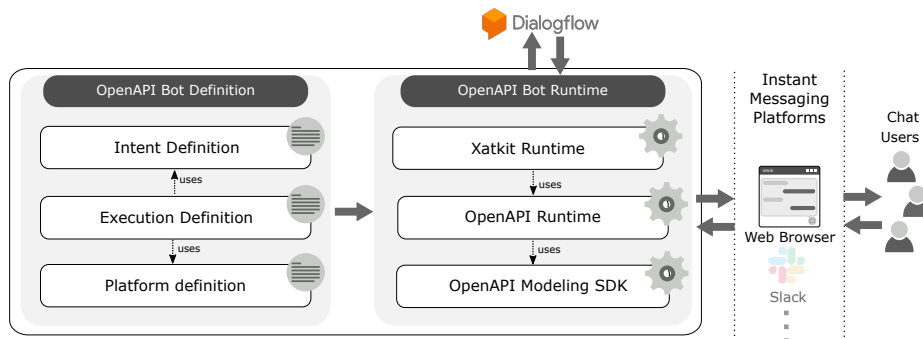 Dialogflow
OpenAPI Bot Definition
Intent Definition
uses
Execution Definition
uses
Platform definition
OpenAPI Bot Runtime
Xatkit Runtime
uses
OpenAPI Runtime
uses
OpenAPI Modeling SDK
Instant
Messaging
Platforms
www
Web Browser
Slack
Chat
Users